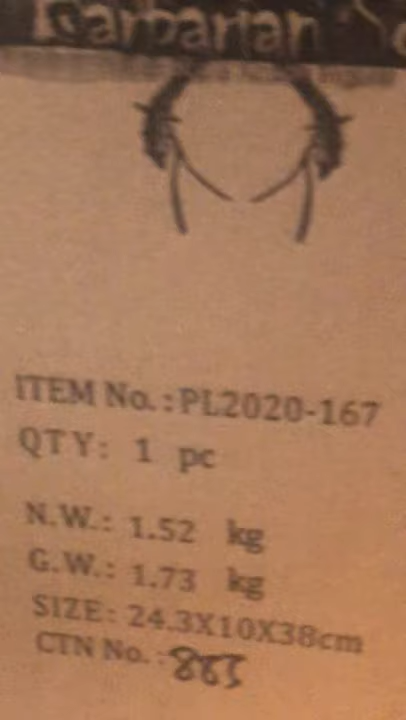 Barbarian
ITEM No.: PL2020-167
QTY: 1 pc
N.W.: 1.52 kg
G.W.: 1.73 kg
SIZE: 24.3X10X38cm
CTN No.: